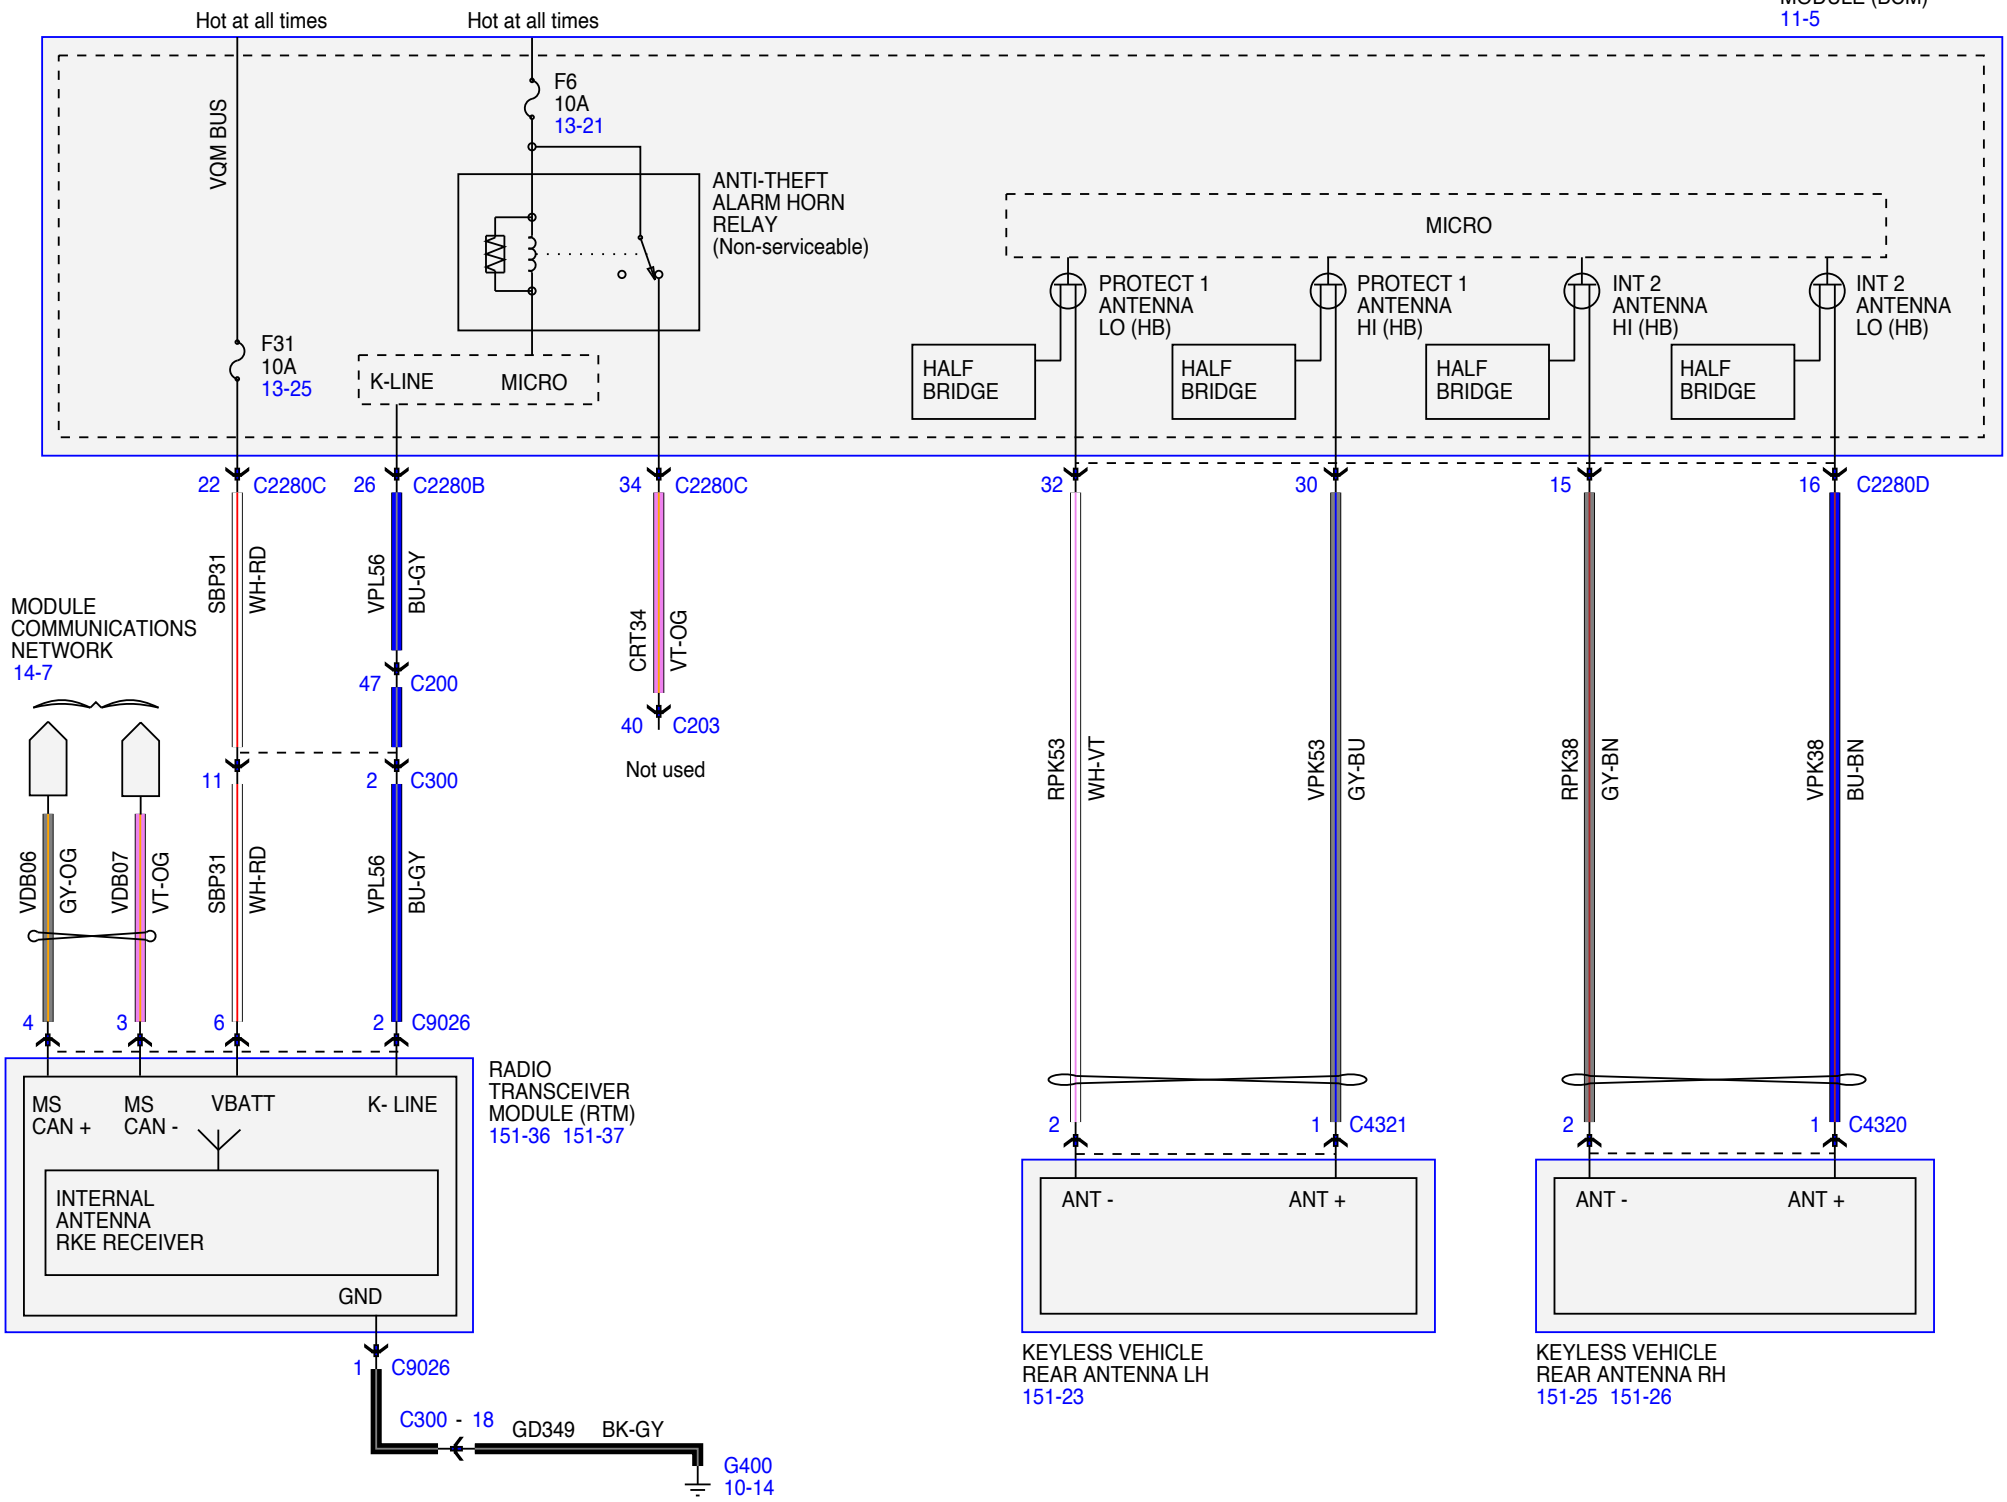 11-5
Hot at all times
Hot at all times
VQM BUS
F6
10A
13-21
ANTI-THEFT
ALARM HORN
RELAY
(Non-serviceable)
MICRO
PROTECT 1
ANTENNA
LO (HB)
PROTECT 1
ANTENNA
HI (HB)
INT 2
ANTENNA
HI (HB)
INT 2
ANTENNA
LO (HB)
F31
10A
13-25
K-LINE
MICRO
HALF
BRIDGE
HALF
BRIDGE
HALF
BRIDGE
HALF
BRIDGE
22
C2280C
26
C2280B
34
C2280C
32
30
15
16
C2280D
SBP31
WH-RD
VPL56
BU-GY
CRT34
VT-OG
MODULE
COMMUNICATIONS
NETWORK
14-7
47
C200
40
C203
Not used
11
2
C300
RPK53
WH-VT
VPK53
GY-BU
RPK38
GY-BN
VPK38
BU-BN
VDB06
GY-OG
VDB07
VT-OG
SBP31
WH-RD
VPL56
BU-GY
4
3
6
2
C9026
RADIO
TRANSCEIVER
MODULE (RTM)
151-36 151-37
MS
CAN +
MS
CAN -
VBATT
K- LINE
INTERNAL
ANTENNA
RKE RECEIVER
GND
2
1
C4321
2
1
C4320
ANT -
ANT +
ANT -
ANT +
KEYLESS VEHICLE
REAR ANTENNA LH
151-23
KEYLESS VEHICLE
REAR ANTENNA RH
151-25 151-26
1
C9026
C300 - 18
GD349
BK-GY
G400
10-14